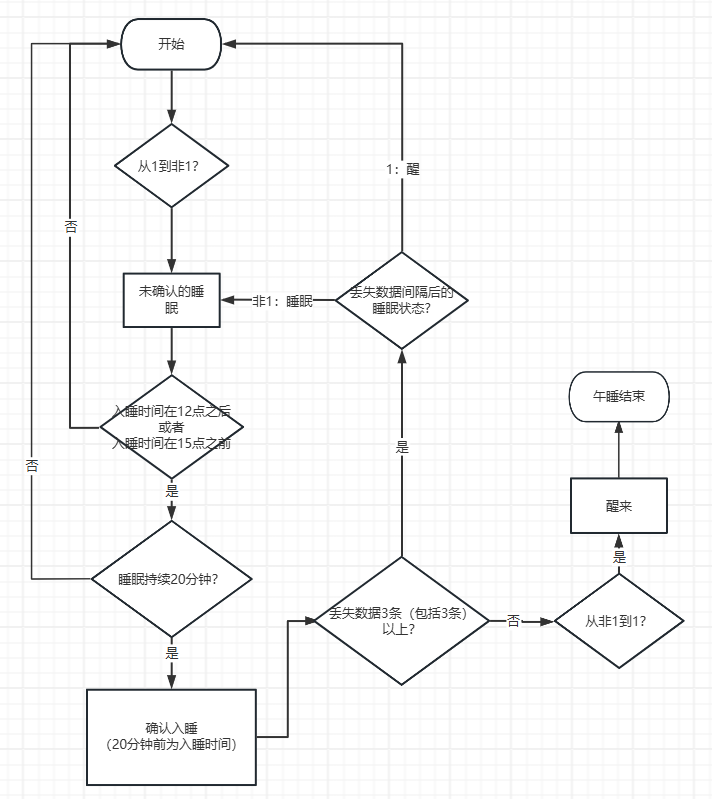 开始
从1到非1？
否
1：醒
未确认的睡
眠
非1：睡眠
丢失数据间隔后的
睡眠状态？
入睡时间在12点之后
或者
入睡时间在15点之前
午睡结束
否
是
是
醒来
睡眠持续20分钟？
是
丢失数据3条（包括3条）
以上？
否
从非1到1？
是
确认入睡
（20分钟前为入睡时间）